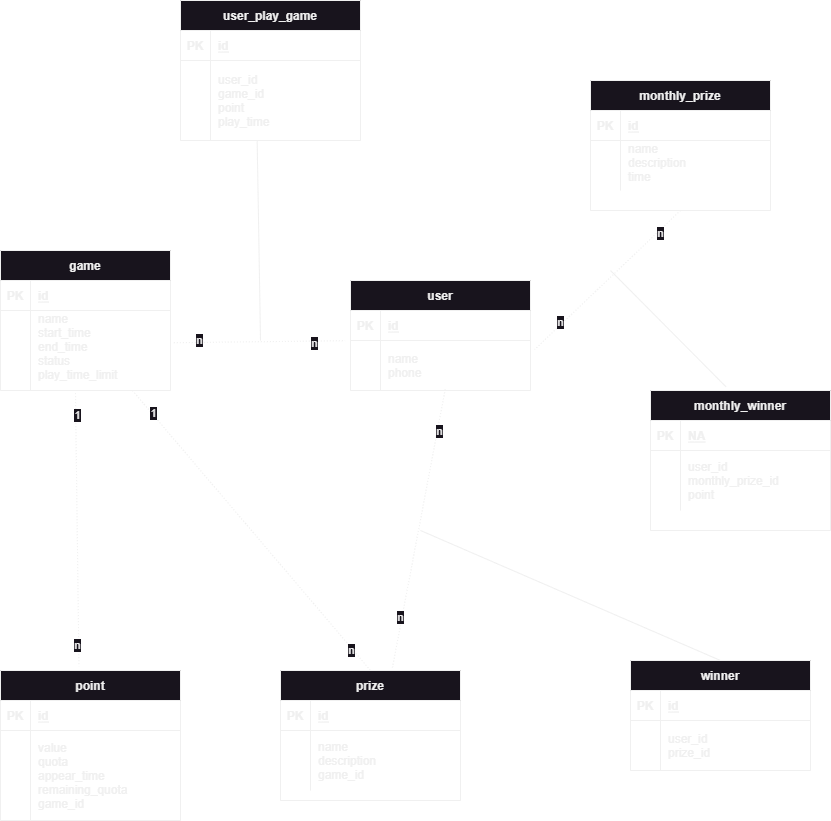 user_play_game
PK id
user_id
game_id
point
play_time
monthly_prize
PK id
name
description
time
n
game
PK id
name
start_time
end_time
status
play_time_limit
user
PK id
name
phone
n
n
n
monthly_winner
PK NA
user_id
monthly_prize_id
point
1
1
n
n
n
n
point
PK id
value
quota
appear_time
remaining_quota
game_id
prize
PK id
name
description
game_id
winner
PK id
user_id
prize_id